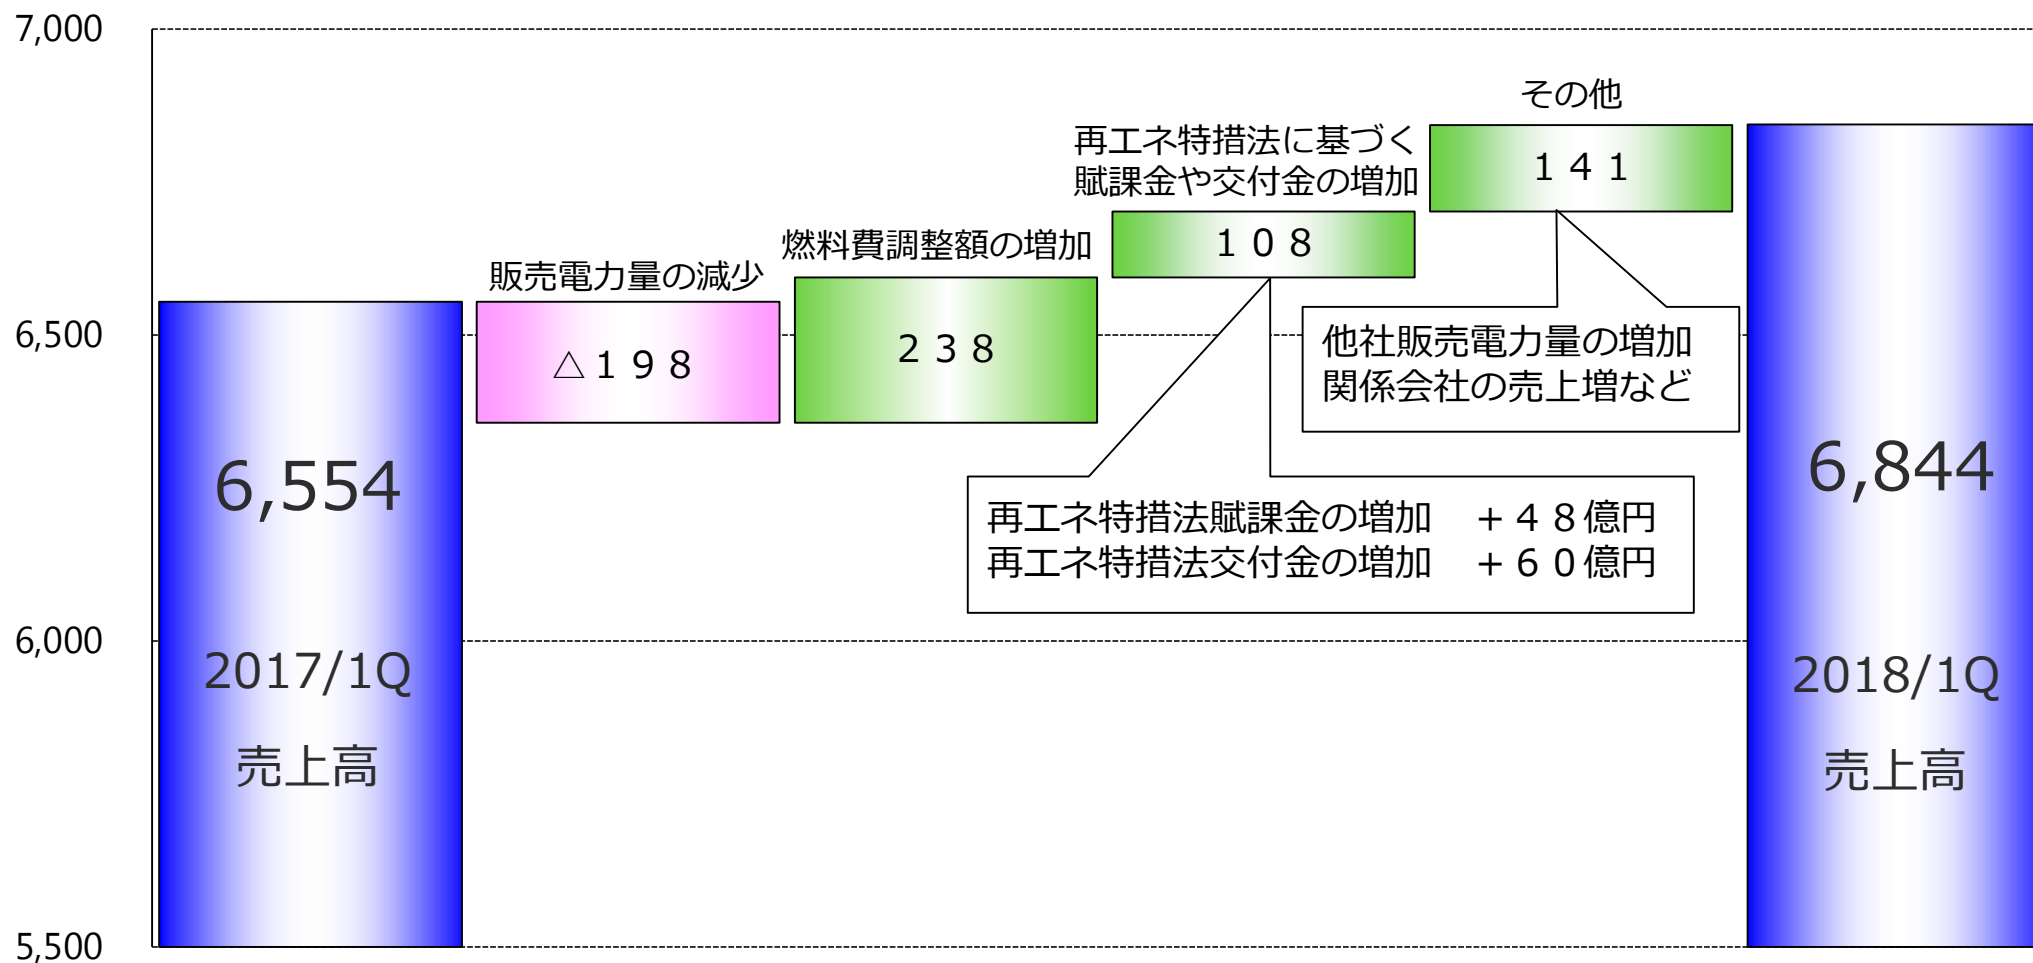 7,000
6,500
6,000
5,500
6,554
2017/1Q
売上高
販売電力量の減少
△１９８
燃料費調整額の増加
２３８
再エネ特措法に基づく
賦課金や交付金の増加
１０８
再エネ特措法賦課金の増加　＋４８億円
再エネ特措法交付金の増加　＋６０億円
その他
１４１
他社販売電力量の増加
関係会社の売上増など
6,844
2018/1Q
売上高